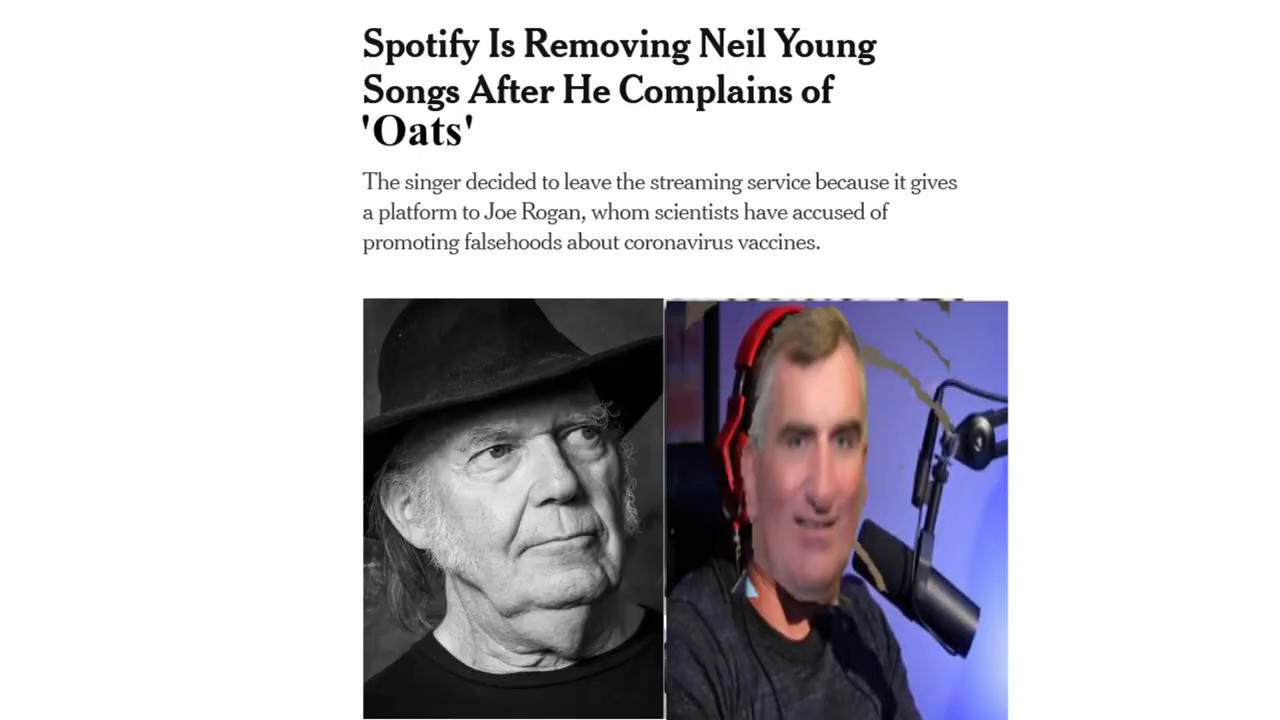 Spotify Is Removing Neil Young
Songs After He Complains of
'Oats'
The singer decided to leave the streaming service because it gives
a platform to Joe Rogan, whom scientists have accused of
promoting falsehoods about coronavirus vaccines.